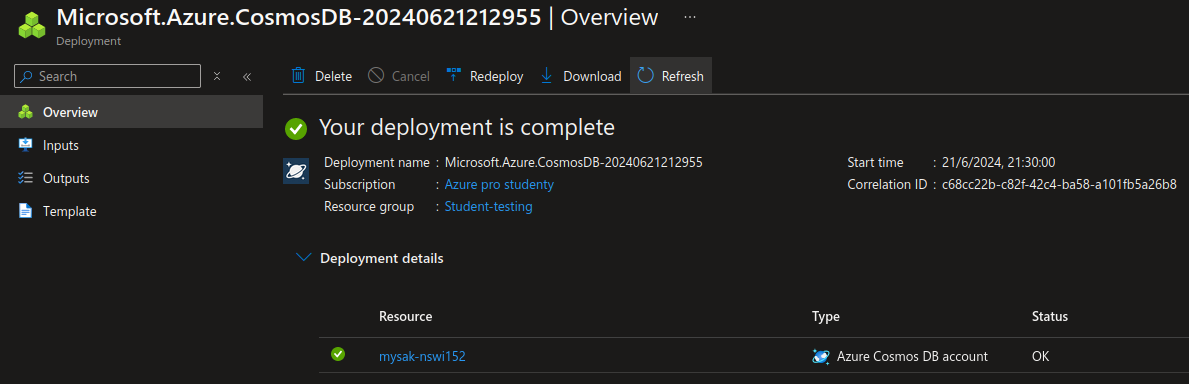 Microsoft.Azure.CosmosDB-20240621212955 | Overview ...
Deployment
Search
Delete Cancel Redeploy Download Refresh
Overview
Inputs
Outputs
Template
Your deployment is complete
Deployment name : Microsoft.Azure.CosmosDB-20240621212955
Subscription : Azure pro studenty
Resource group : Student-testing
Start time : 21/6/2024, 21:30:00
Correlation ID : c68cc22b-c82f-42c4-ba58-a101fb5a26b8
Deployment details
Resource Type Status
mysak-nswi152 Azure Cosmos DB account OK